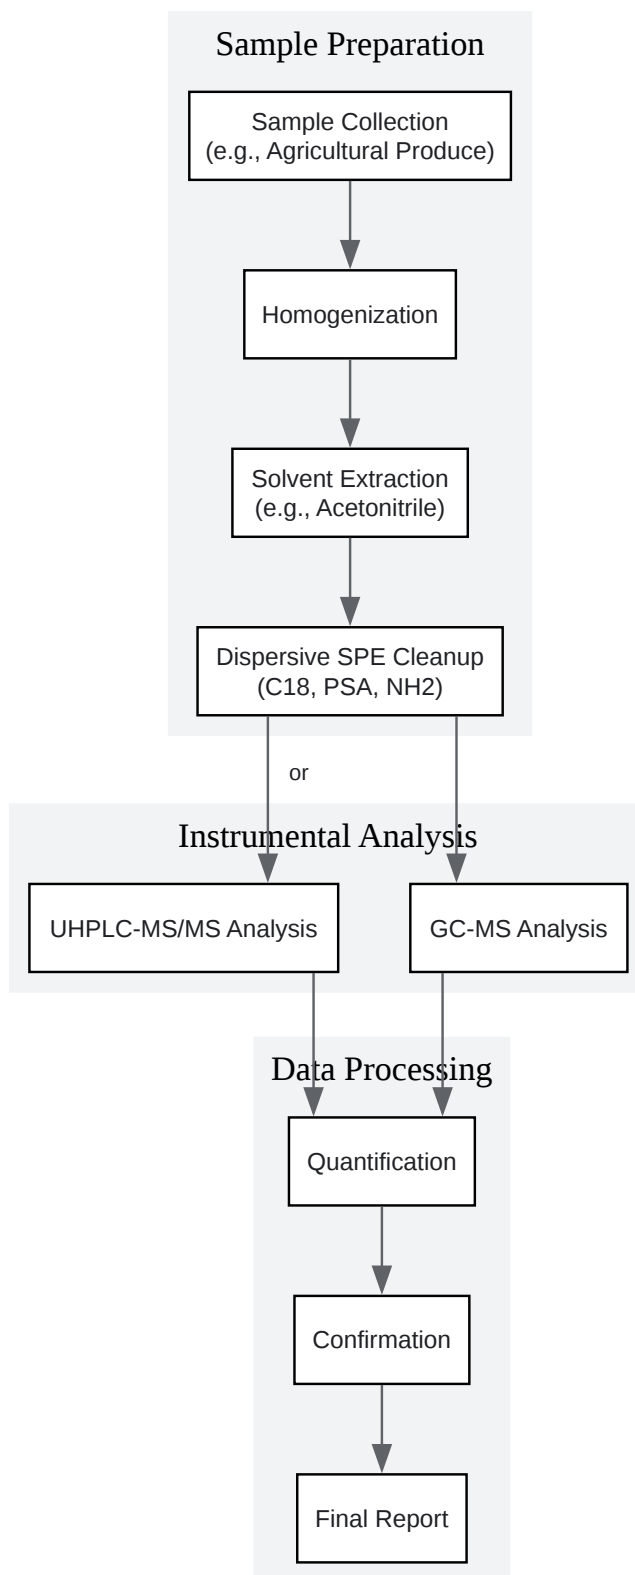 Sample Preparation
Sample Collection
(e.g., Agricultural Produce)
Homogenization
Solvent Extraction
(e.g., Acetonitrile)
Dispersive SPE Cleanup
(C18, PSA, NH2)
or
Instrumental Analysis
UHPLC-MS/MS Analysis
GC-MS Analysis
Data Processing
Quantification
Confirmation
Final Report